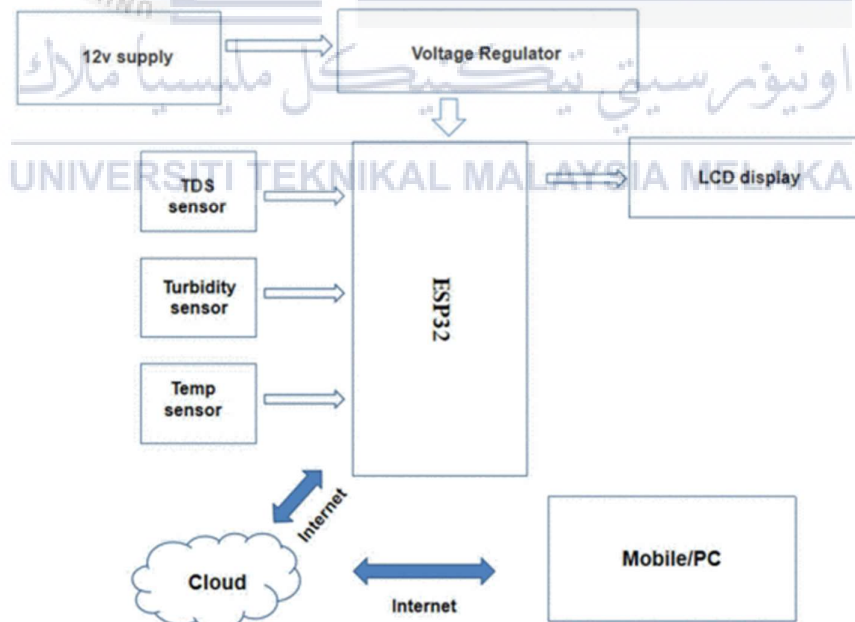 12v supply
Voltage Regulator
اونيۏرسيتي تيكنيكل مليسيا ملاك
UNIVERSITI TEKNIKAL MALAYSIA MELAKA
TDS
sensor
LCD display
Turbidity
sensor
ESP32
Temp
sensor
Internet
Cloud
Mobile/PC
Internet